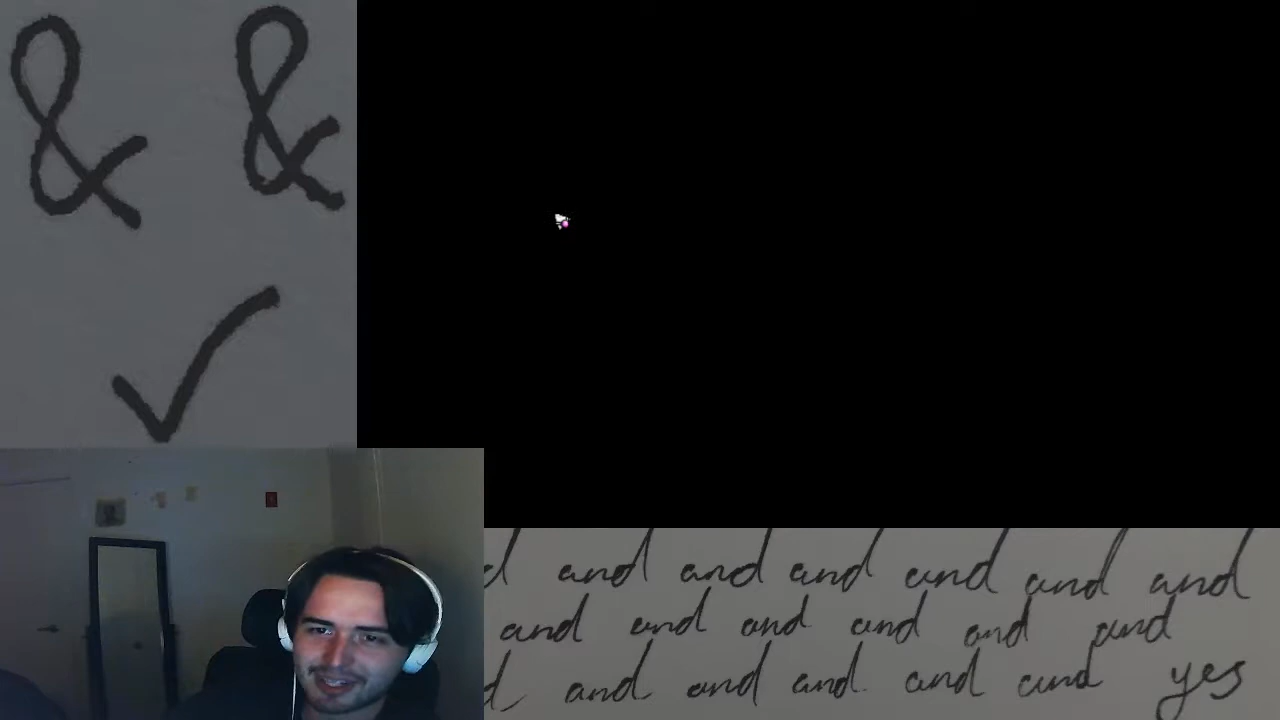 & &
✓
and and and and and and
and and and and and and
and and and and and yes